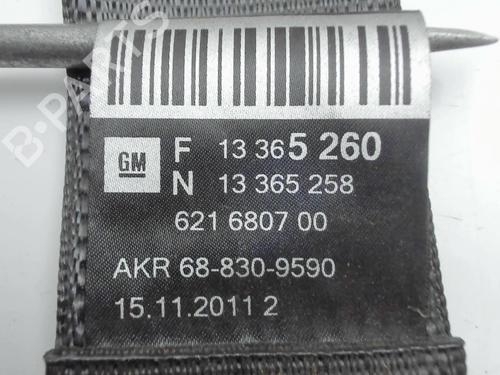 B-PARTS
GM
F 13 365 260
N 13 365 258
621 6807 00
AKR 68-830-9590
15.11.2011 2